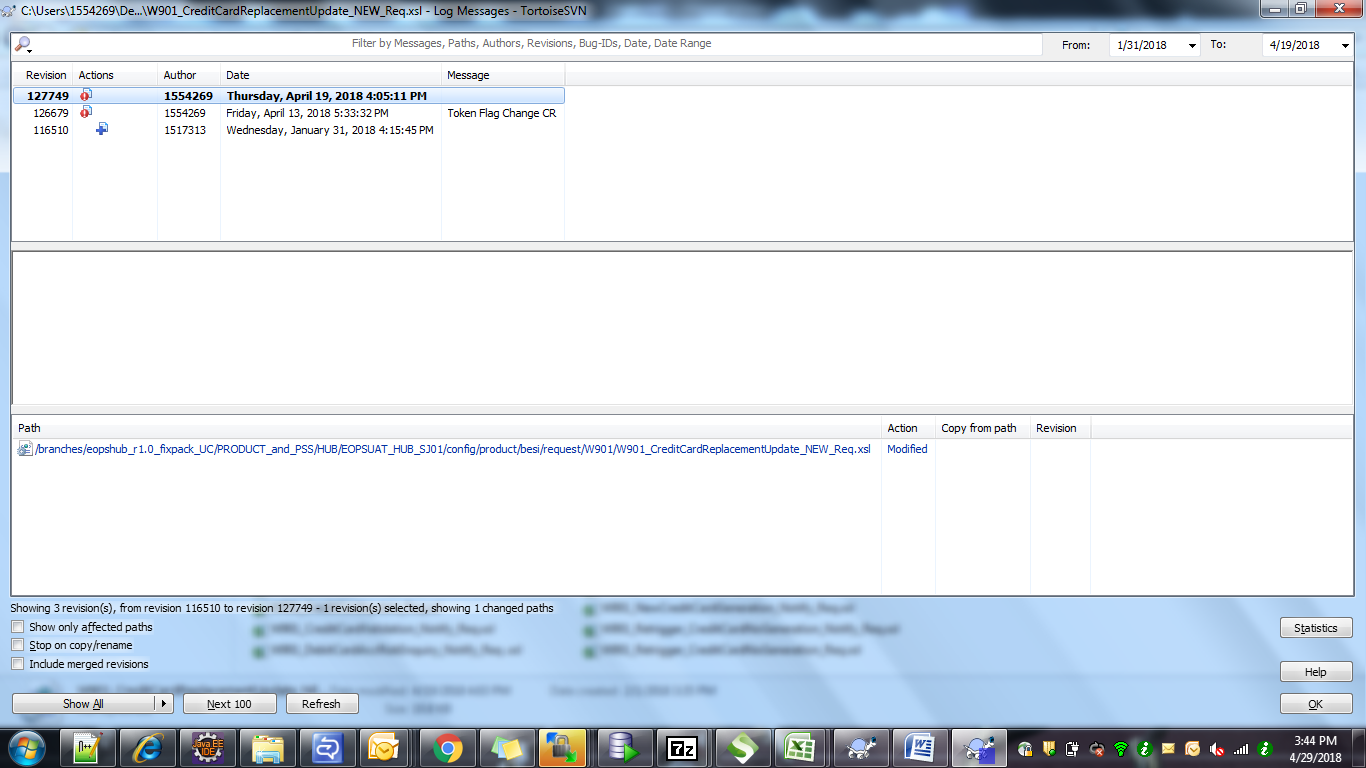 C:\Users\1554269\De...\W901_CreditCardReplacementUpdate_NEW_Req.xsl - Log Messages - TortoiseSVN
Filter by Messages, Paths, Authors, Revisions, Bug-IDs, Date, Date Range From: 1/31/2018 To: 4/19/2018
Revision Actions Author Date Message
127749 1554269 Thursday, April 19, 2018 4:05:11 PM
126679 1554269 Friday, April 13, 2018 5:33:32 PM Token Flag Change CR
116510 1517313 Wednesday, January 31, 2018 4:15:45 PM
Path Action Copy from path Revision
/branches/eopshub_r1.0_fixpack_UC/PRODUCT_and_PSS/HUB/EOPSUAT_HUB_SJ01/config/product/besi/request/W901/W901_CreditCardReplacementUpdate_NEW_Req.xsl Modified
Showing 3 revision(s), from revision 116510 to revision 127749 - 1 revision(s) selected, showing 1 changed paths
Show only affected paths
Statistics
Stop on copy/rename
Include merged revisions
Help
Show All Next 100 Refresh OK
Java EE
IDE
7z
3:44 PM
4/29/2018